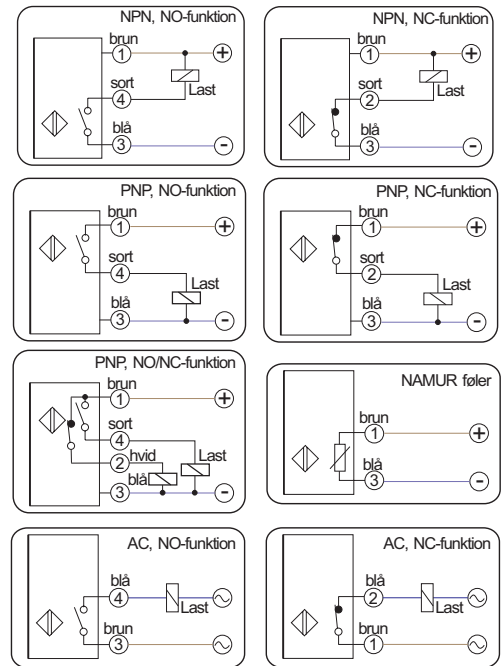 NPN, NO-funktion
brun
1
+
sort
4
Last
blå
3
-
NPN, NC-funktion
brun
1
+
sort
2
Last
blå
3
-
PNP, NO-funktion
brun
1
+
sort
4
Last
blå
3
-
PNP, NC-funktion
brun
1
+
sort
2
Last
blå
3
-
PNP, NO/NC-funktion
brun
1
+
sort
4
hvid
2
Last
blå
3
-
NAMUR føler
brun
1
+
blå
3
-
AC, NO-funktion
blå
4
Last
brun
3
AC, NC-funktion
blå
2
Last
brun
1